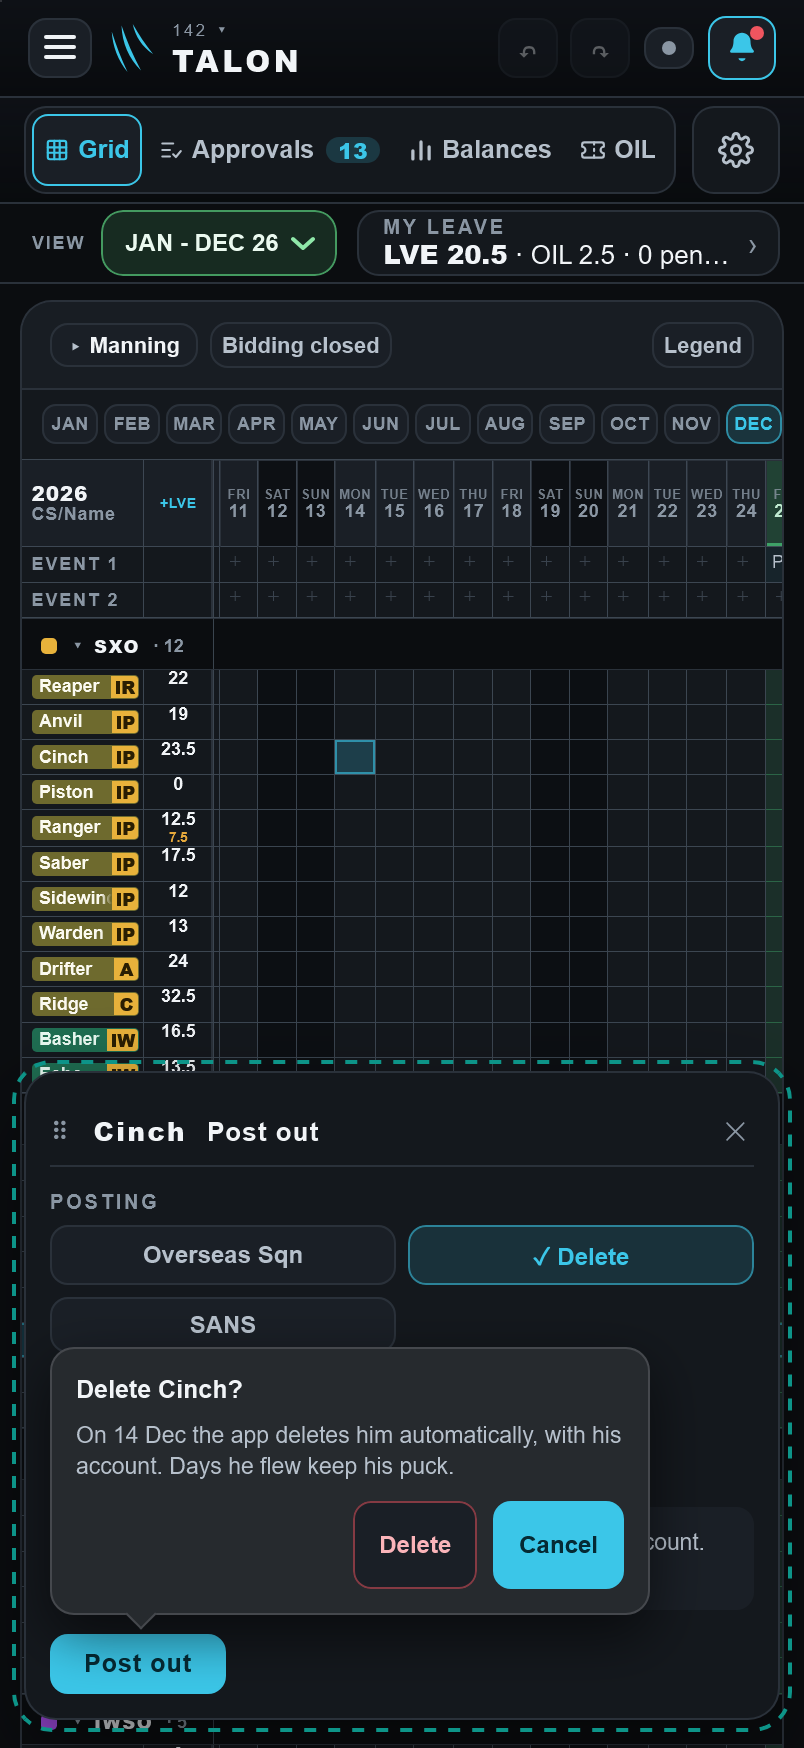 142 ▾
TALON
Grid
Approvals 13
Balances
OIL
VIEW
JAN - DEC 26
MY LEAVE
LVE 20.5 · OIL 2.5 · 0 pen…
▸ Manning
Bidding closed
Legend
JAN FEB MAR APR MAY JUN JUL AUG SEP OCT NOV DEC
2026
CS/Name
+LVE
FRI SAT SUN MON TUE WED THU FRI SAT SUN MON TUE WED THU F
11 12 13 14 15 16 17 18 19 20 21 22 23 24 2
EVENT 1 + + + + + + + + + + + + + + P
EVENT 2 + + + + + + + + + + + + + + +
▾ SXO · 12
Reaper IR 22
Anvil IP 19
Cinch IP 23.5
Piston IP 0
Ranger IP 12.5
7.5
Saber IP 17.5
Sidewin IP 12
Warden IP 13
Drifter A 24
Ridge C 32.5
Basher IW 16.5
13.5
Cinch Post out
POSTING
Overseas Sqn
✓ Delete
SANS
Delete Cinch?
On 14 Dec the app deletes him automatically, with his
account. Days he flew keep his puck.
Delete
Cancel
count.
Post out
▾ IWSO · 5